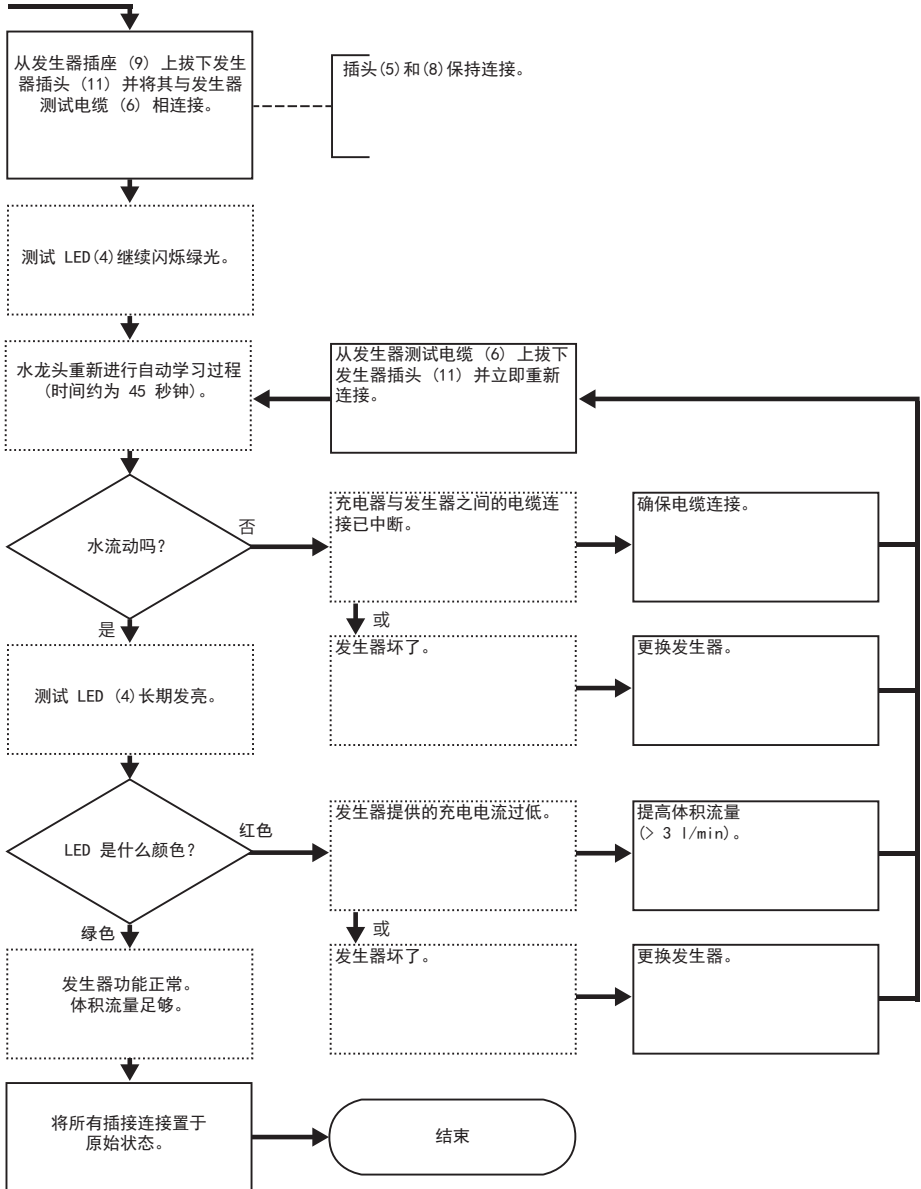 从发生器插座 (9) 上拔下发生
器插头 (11) 并将其与发生器
测试电缆 (6) 相连接。
插头(5)和(8)保持连接。
测试 LED(4)继续闪烁绿光。
水龙头重新进行自动学习过程
(时间约为 45 秒钟)。
从发生器测试电缆 (6) 上拔下
发生器插头 (11) 并立即重新
连接。
水流动吗?
否
充电器与发生器之间的电缆连
接已中断。
确保电缆连接。
或
是
发生器坏了。
更换发生器。
测试 LED (4)长期发亮。
LED 是什么颜色?
红色
发生器提供的充电电流过低。
提高体积流量
(> 3 l/min)。
或
绿色
发生器坏了。
更换发生器。
发生器功能正常。
体积流量足够。
将所有插接连接置于
原始状态。
结束